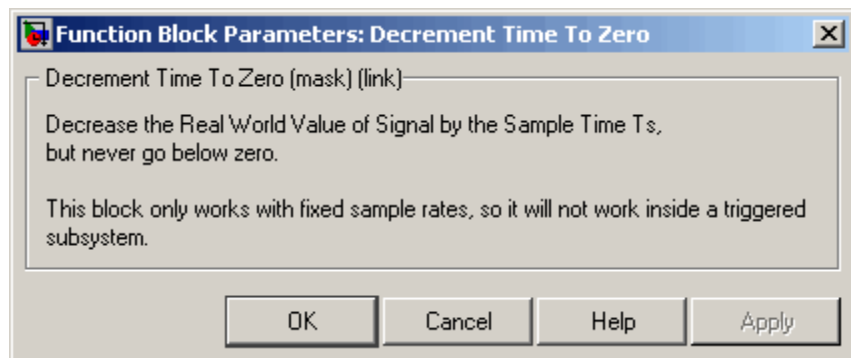 Function Block Parameters: Decrement Time To Zero
Decrement Time To Zero (mask) (link)
Decrease the Real World Value of Signal by the Sample Time Ts,
but never go below zero.
This block only works with fixed sample rates, so it will not work inside a triggered
subsystem.
OK
Cancel
Help
Apply